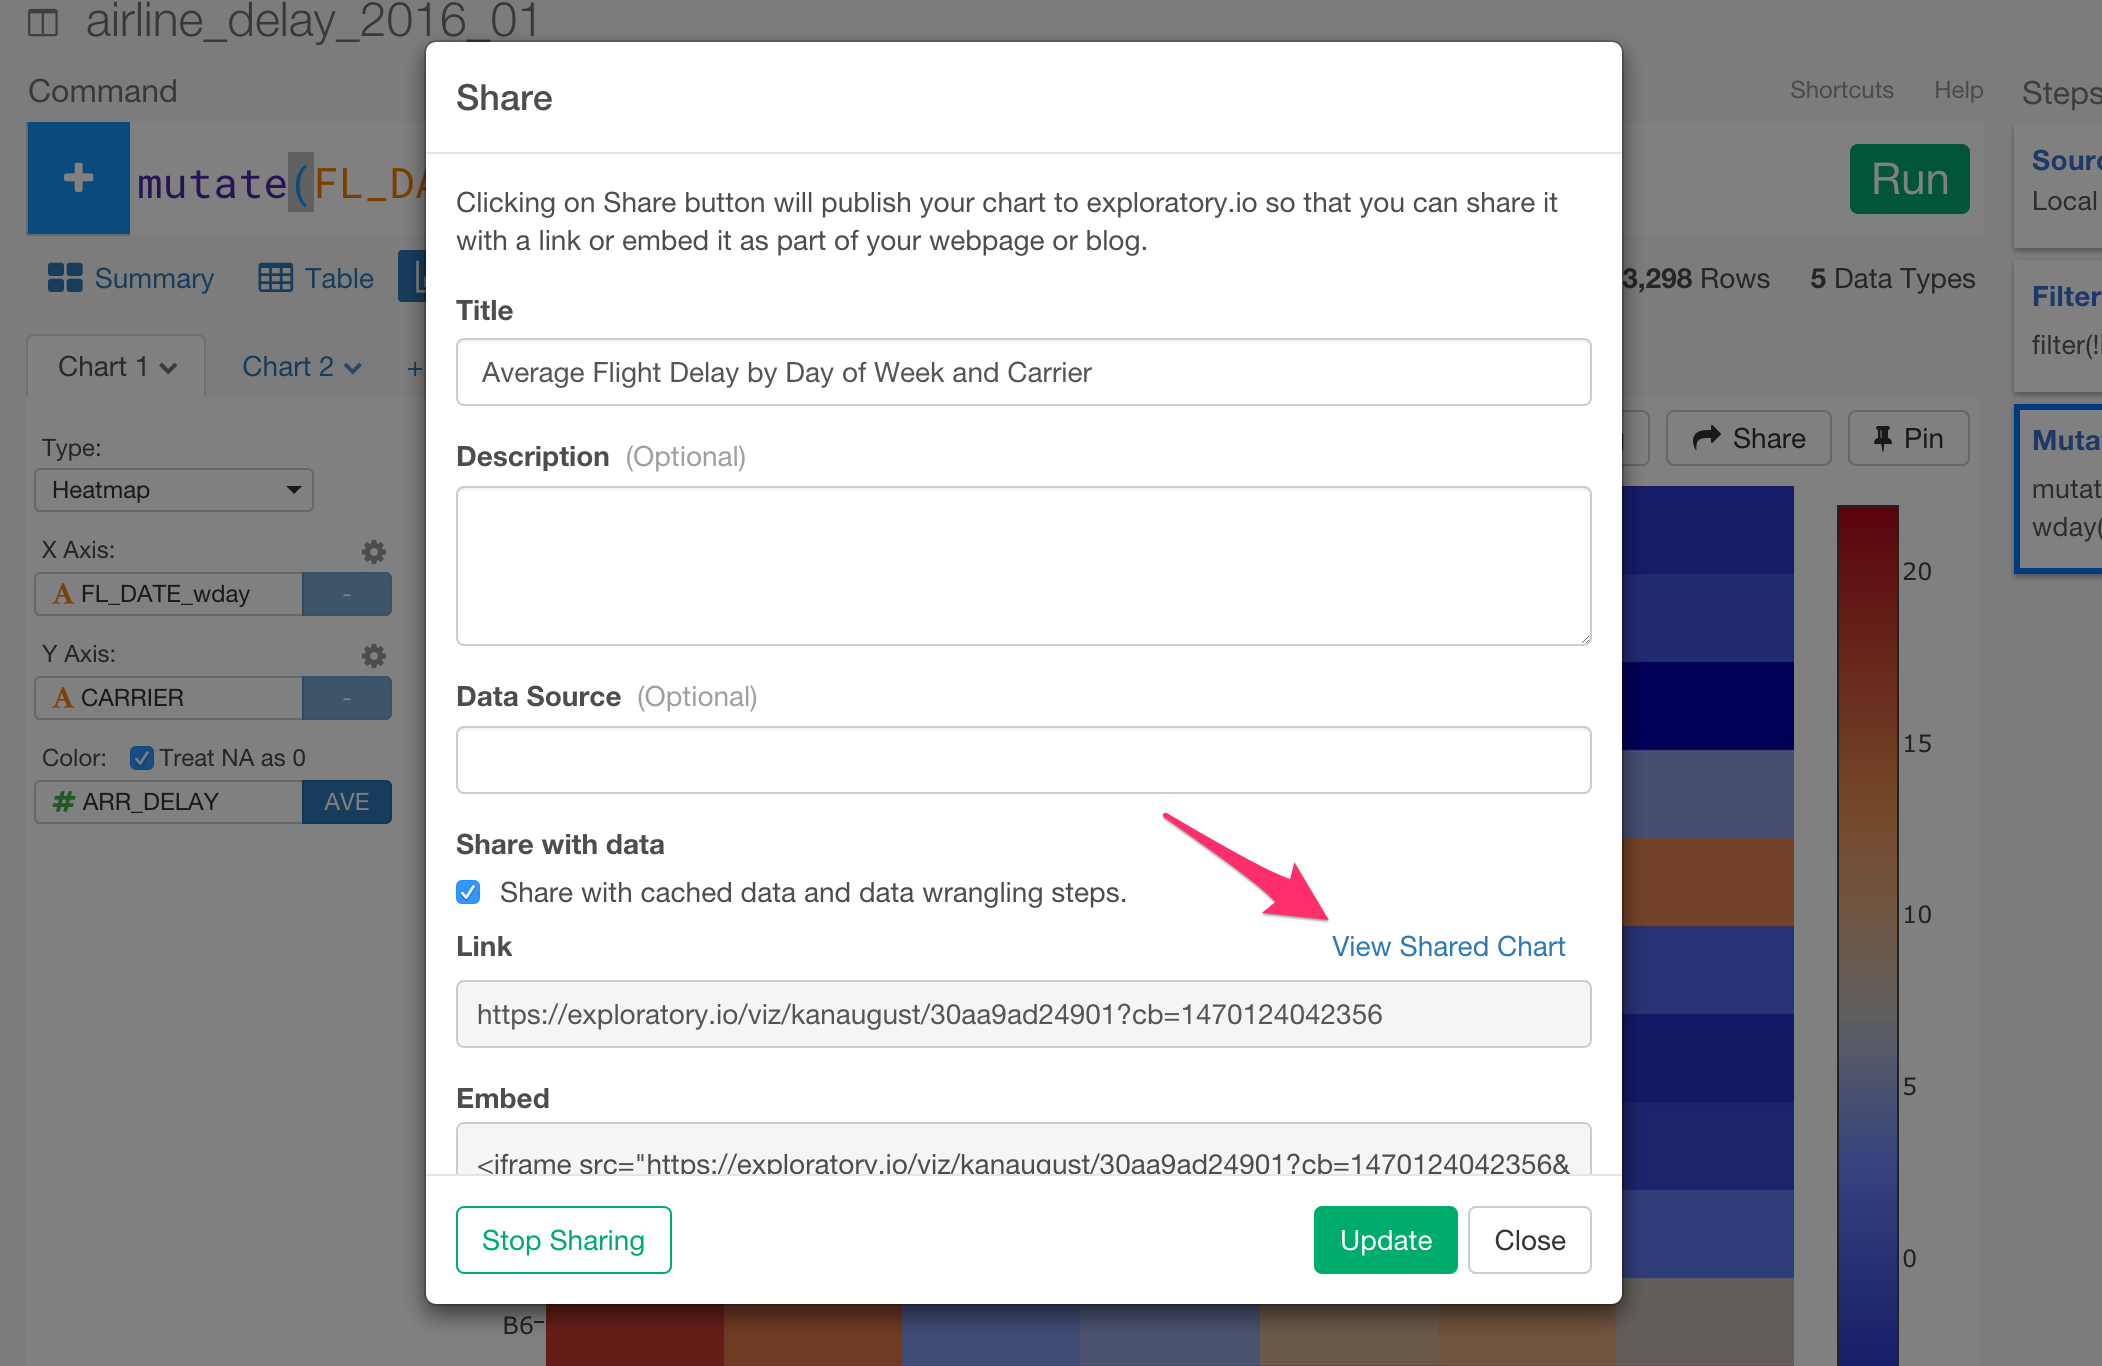 airline_delay_2016_01
Command
Shortcuts Help
Steps
+ mutate(FL_DA
Run
Summary Table
3,298 Rows 5 Data Types
Chart 1 Chart 2 +
Share Pin
Type:
Heatmap
X Axis:
A FL_DATE_wday -
Y Axis:
A CARRIER -
Color: Treat NA as 0
# ARR_DELAY AVE
Share
Clicking on Share button will publish your chart to exploratory.io so that you can share it
with a link or embed it as part of your webpage or blog.
Title
Average Flight Delay by Day of Week and Carrier
Description (Optional)
Data Source (Optional)
Share with data
Share with cached data and data wrangling steps.
Link View Shared Chart
https://exploratory.io/viz/kanaugust/30aa9ad24901?cb=1470124042356
Embed
<iframe src="https://exploratory.io/viz/kanaugust/30aa9ad24901?cb=1470124042356&
Stop Sharing Update Close
B6
20
15
10
5
0
Sourc
Local
Filter
filter(!i
Muta
mutat
wday(